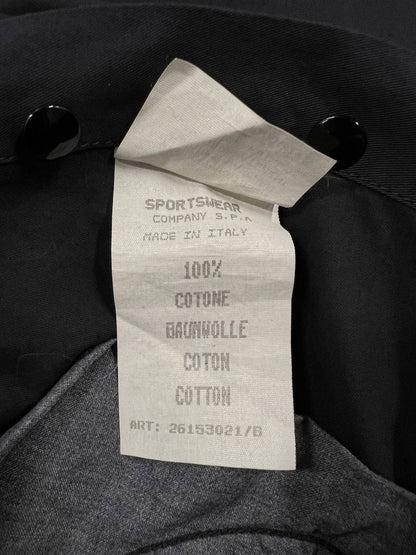 SPORTSWEAR
COMPANY S.P.A
MADE IN ITALY
100%
COTONE
BAUMWOLLE
COTON
COTTON
ART: 26153021/B